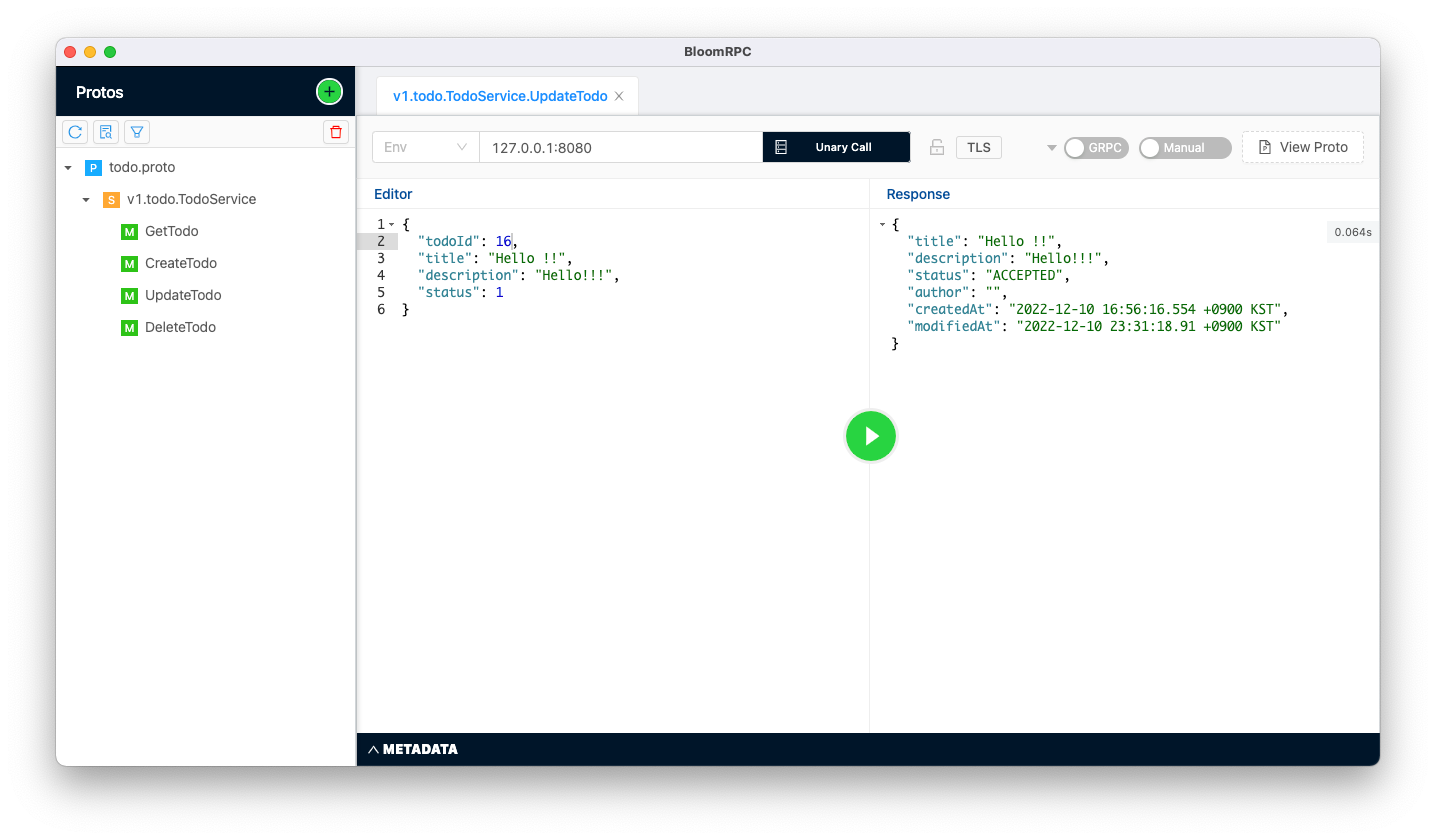 BloomRPC
Protos
v1.todo.TodoService.UpdateTodo
Env
127.0.0.1:8080
Unary Call
TLS
GRPC
Manual
View Proto
P todo.proto
S v1.todo.TodoService
M GetTodo
M CreateTodo
M UpdateTodo
M DeleteTodo
Editor
1 {
2 "todoId": 16,
3 "title": "Hello !!",
4 "description": "Hello!!!",
5 "status": 1
6 }
Response
0.064s
{
"title": "Hello !!",
"description": "Hello!!!",
"status": "ACCEPTED",
"author": "",
"createdAt": "2022-12-10 16:56:16.554 +0900 KST",
"modifiedAt": "2022-12-10 23:31:18.91 +0900 KST"
}
METADATA